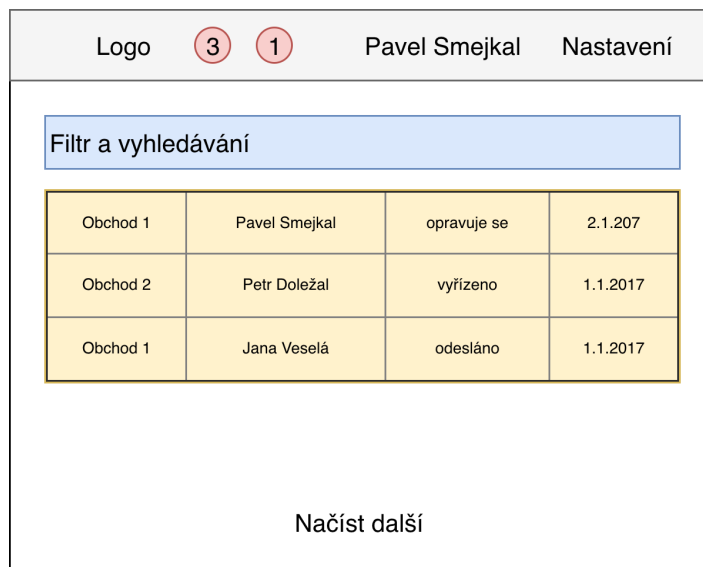 Logo 3 1 Pavel Smejkal Nastavení
Filtr a vyhledávání
Obchod 1 Pavel Smejkal opravuje se 2.1.207
Obchod 2 Petr Doležal vyřízeno 1.1.2017
Obchod 1 Jana Veselá odesláno 1.1.2017
Načíst další